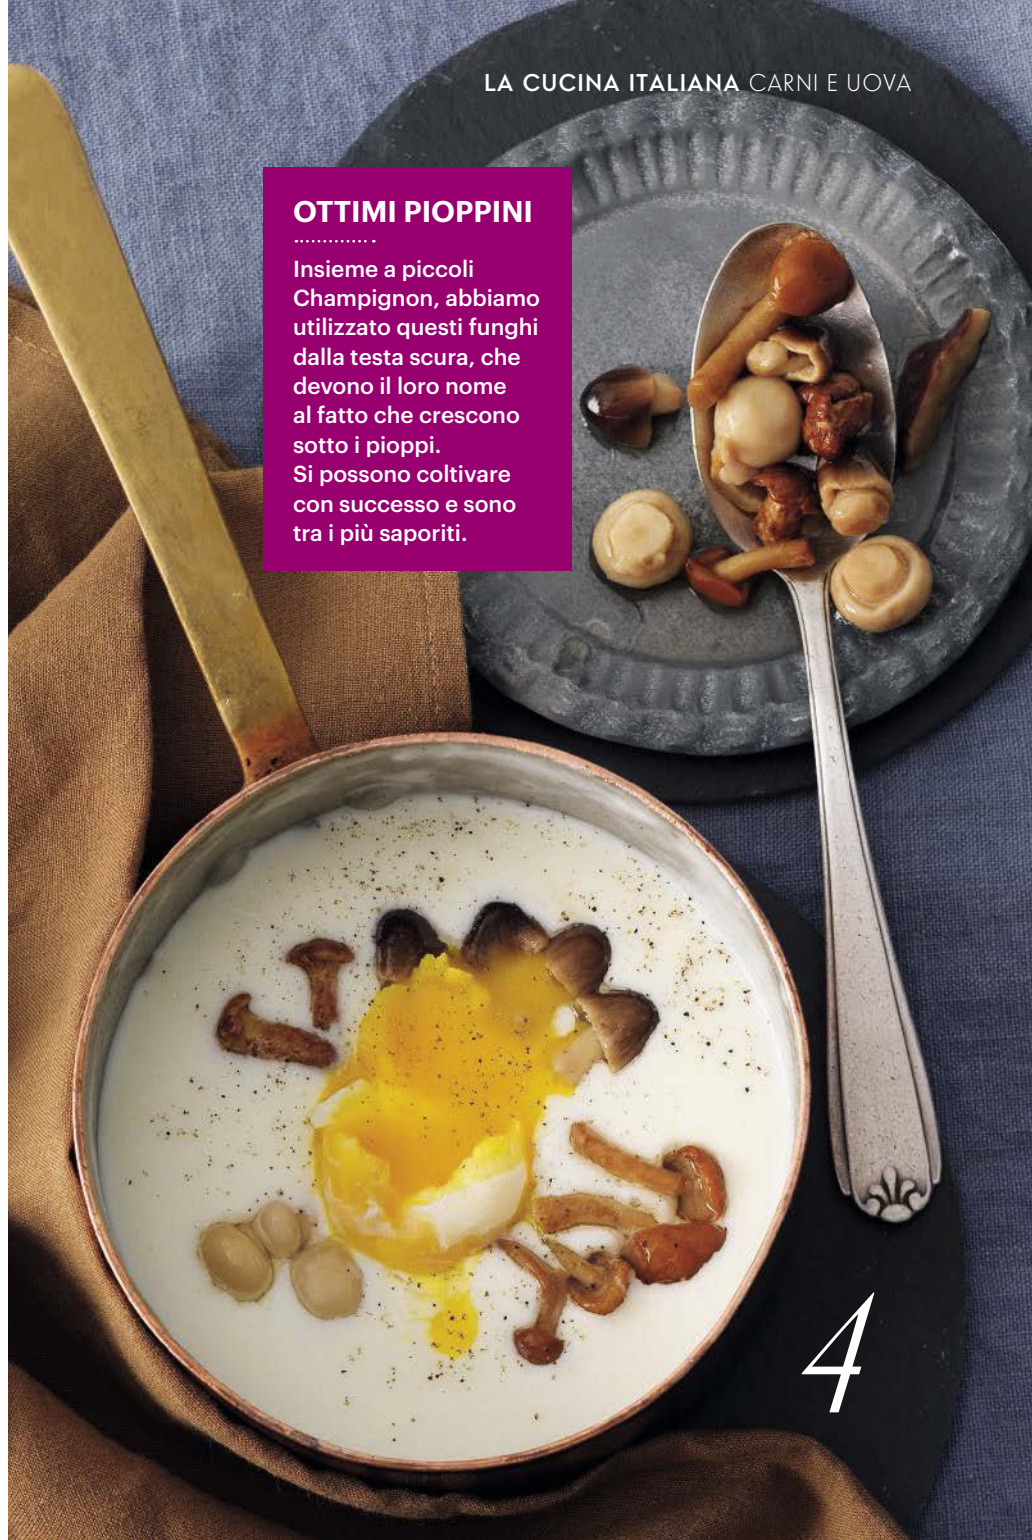 LA CUCINA ITALIANA CARNI E UOVA
OTTIMI PIOPPINI
Insieme a piccoli
Champignon, abbiamo
utilizzato questi funghi
dalla testa scura, che
devono il loro nome
al fatto che crescono
sotto i pioppi.
Si possono coltivare
con successo e sono
tra i più saporiti.
4